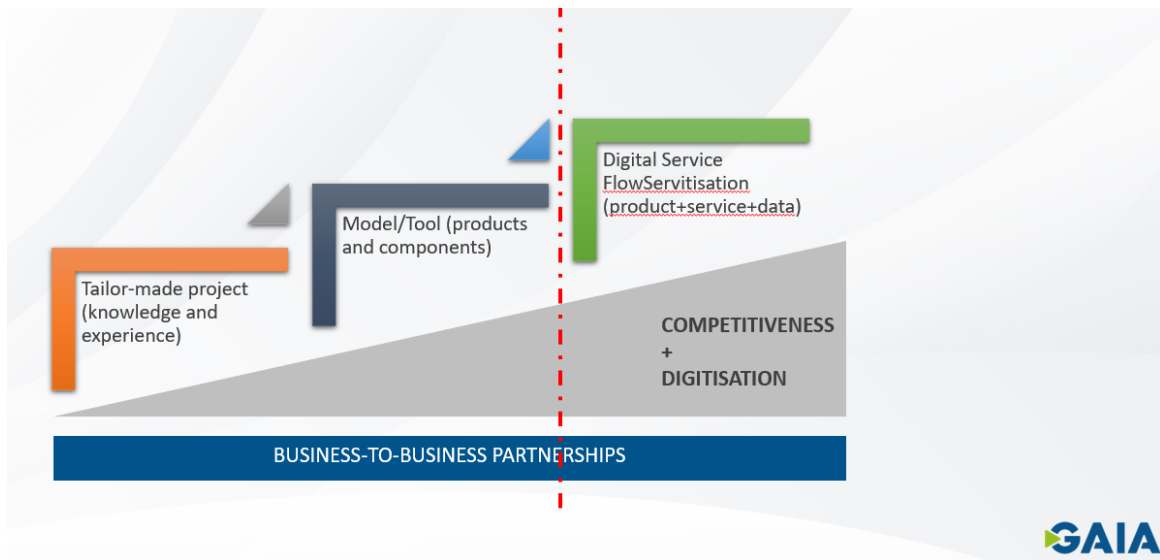 Digital Service
FlowServitisation
(product+service+data)
Model/Tool (products
and components)
Tailor-made project
(knowledge and
experience)
COMPETITIVENESS
+
DIGITISATION
BUSINESS-TO-BUSINESS PARTNERSHIPS
GAIA